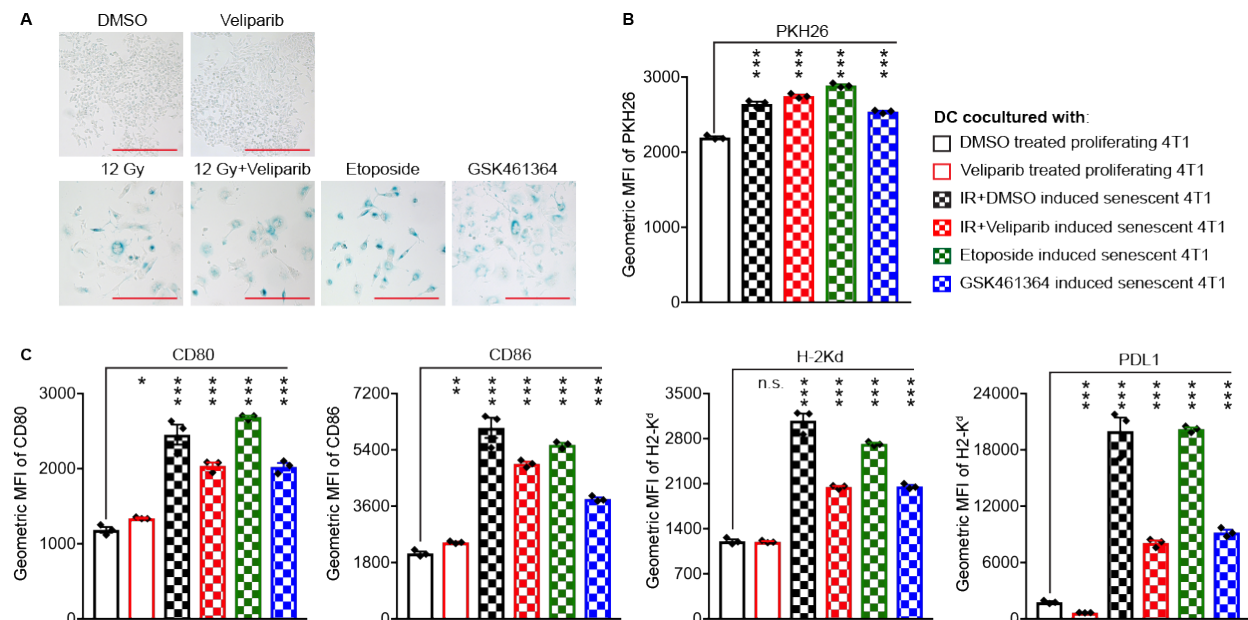 A
DMSO
Veliparib
12 Gy
12 Gy+Veliparib
Etoposide
GSK461364
B
PKH26
***
***
***
***
Geometric MFI of PKH26
3000
2000
1000
0
DC cocultured with:
DMSO treated proliferating 4T1
Veliparib treated proliferating 4T1
IR+DMSO induced senescent 4T1
IR+Veliparib induced senescent 4T1
Etoposide induced senescent 4T1
GSK461364 induced senescent 4T1
C
CD80
*
***
***
***
***
Geometric MFI of CD80
3000
2000
1000
0
CD86
**
***
***
***
***
Geometric MFI of CD86
7200
5400
3600
1800
0
H-2Kd
n.s.
***
***
***
***
Geometric MFI of H2-Kᵈ
3500
2800
2100
1400
700
0
PDL1
***
***
***
***
***
Geometric MFI of H2-Kᵈ
24000
18000
12000
6000
0